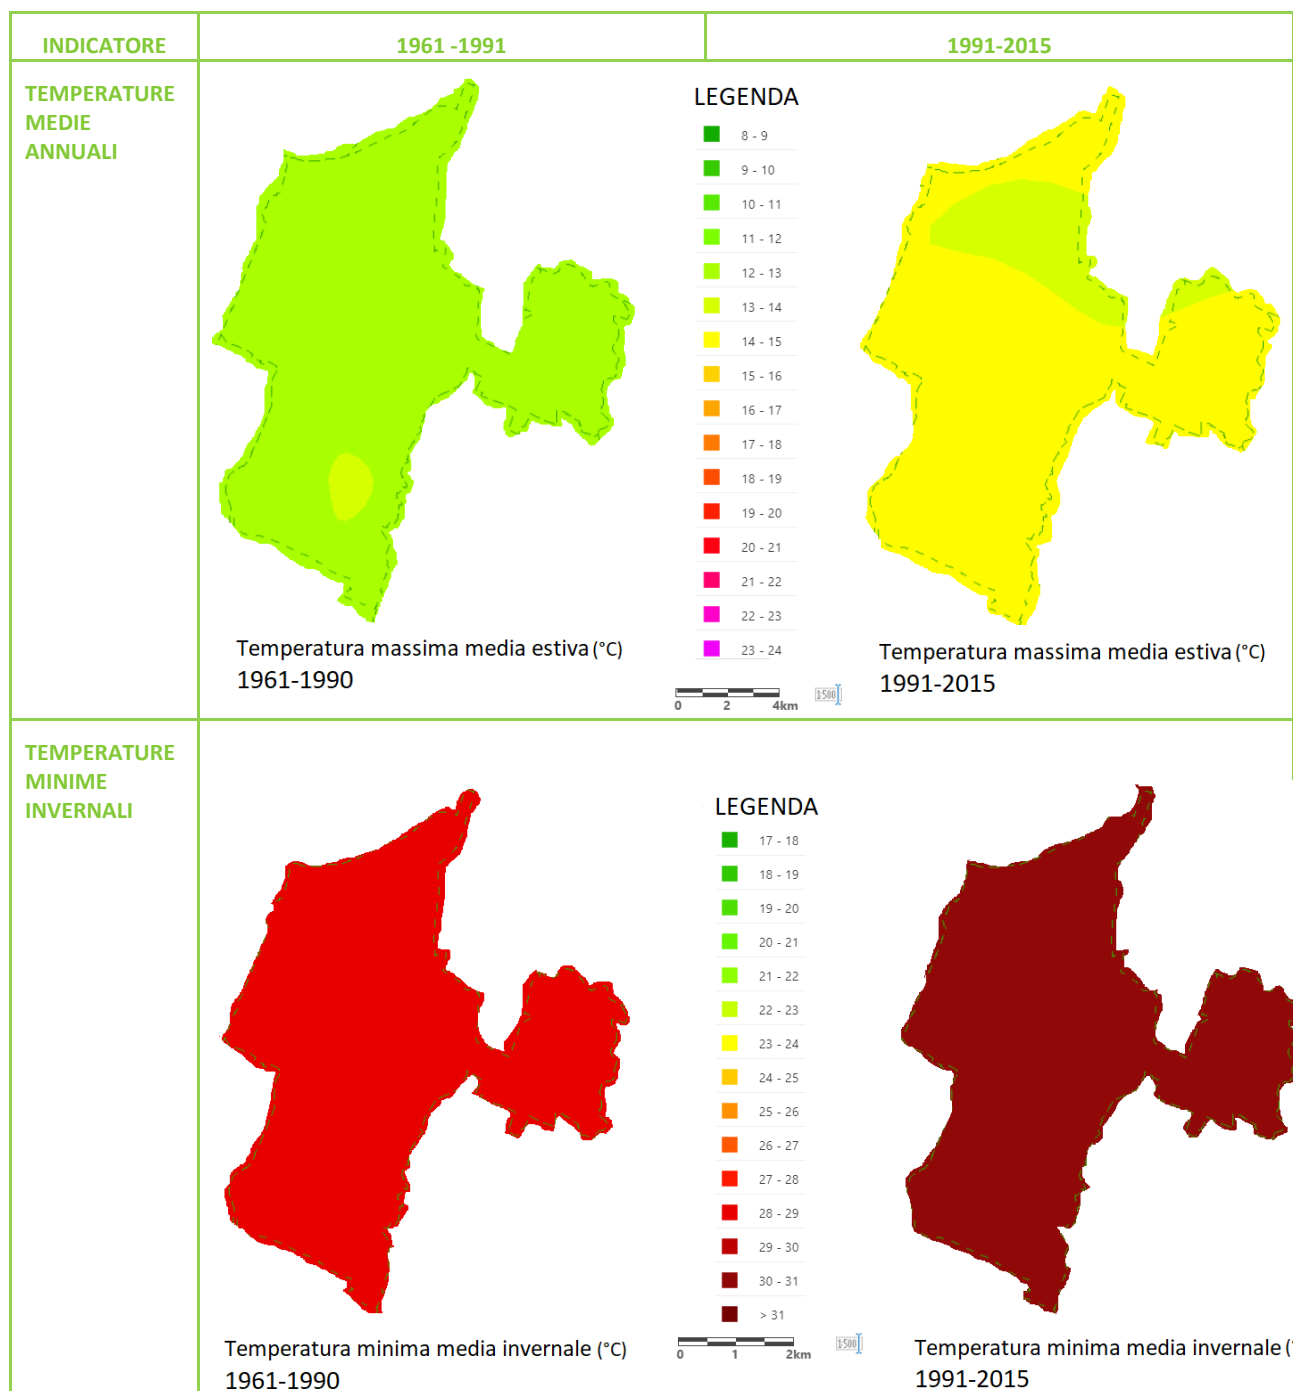 INDICATORE
1961 -1991
1991-2015
TEMPERATURE
MEDIE
ANNUALI
LEGENDA
8 - 9
9 - 10
10 - 11
11 - 12
12 - 13
13 - 14
14 - 15
15 - 16
16 - 17
17 - 18
18 - 19
19 - 20
20 - 21
21 - 22
22 - 23
23 - 24
Temperatura massima media estiva (°C)
1961-1990
0 2 4km
1:500
Temperatura massima media estiva (°C)
1991-2015
TEMPERATURE
MINIME
INVERNALI
LEGENDA
17 - 18
18 - 19
19 - 20
20 - 21
21 - 22
22 - 23
23 - 24
24 - 25
25 - 26
26 - 27
27 - 28
28 - 29
29 - 30
30 - 31
> 31
Temperatura minima media invernale (°C)
1961-1990
0 1 2km
1:500
Temperatura minima media invernale (°
1991-2015